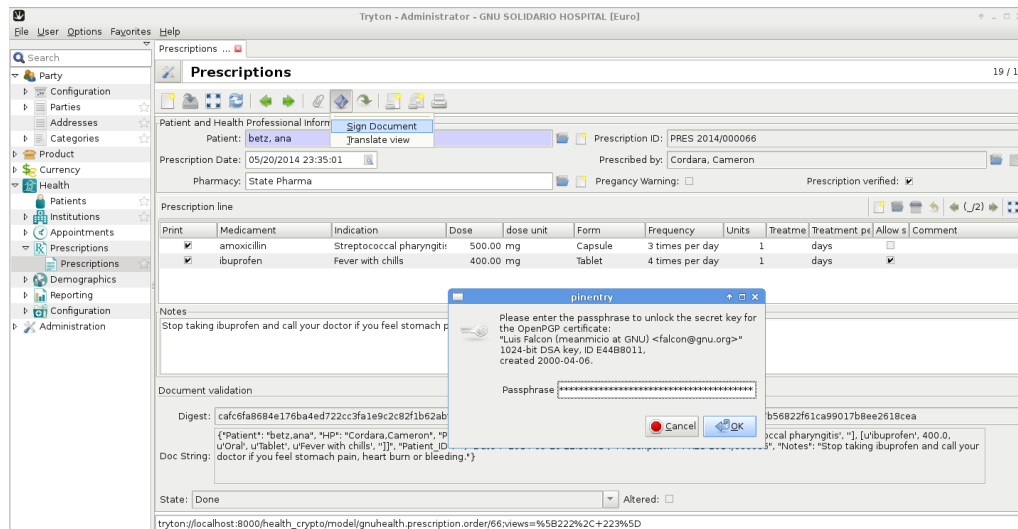 Tryton - Administrator - GNU SOLIDARIO HOSPITAL [Euro]
File User Options Favorites Help
Search
Party
Configuration
Parties
Addresses
Categories
Product
Currency
Health
Patients
Institutions
Appointments
Prescriptions
Prescriptions
Demographics
Reporting
Configuration
Administration
Prescriptions ...
Prescriptions
19 / 1
Sign Document
Translate view
Patient and Health Professional Inform
Patient: betz, ana
Prescription ID: PRES 2014/000066
Prescription Date: 05/20/2014 23:35:01
Prescribed by: Cordara, Cameron
Pharmacy: State Pharma
Pregancy Warning:
Prescription verified:
Prescription line
(_/2)
Print Medicament Indication Dose dose unit Form Frequency Units Treatme Treatment pe Allow s Comment
amoxicillin Streptococcal pharyngitis 500.00 mg Capsule 3 times per day 1 days
ibuprofen Fever with chills 400.00 mg Tablet 4 times per day 1 days
Notes
Stop taking ibuprofen and call your doctor if you feel stomach p
pinentry
Please enter the passphrase to unlock the secret key for
the OpenPGP certificate:
"Luis Falcon (meanmicio at GNU) <falcon@gnu.org>"
1024-bit DSA key, ID E44B8011,
created 2000-04-06.
Passphrase ****************************************
Cancel
OK
Document validation
Digest: cafc6fa8684e176ba4ed722cc3fa1e9c2c82f1b62ab b56822f61ca99017b8ee2618cea
Doc String: {"Patient": "betz,ana", "HP": "Cordara,Cameron", "P occal pharyngitis', "], [u'ibuprofen', 400.0,
u'Oral', u'Tablet', u'Fever with chills', "]]", "Patient_ID "Notes": "Stop taking ibuprofen and call your
doctor if you feel stomach pain, heart burn or bleeding."}
State: Done
Altered:
tryton://localhost:8000/health_crypto/model/gnuhealth.prescription.order/66;views=%5B222%2C+223%5D